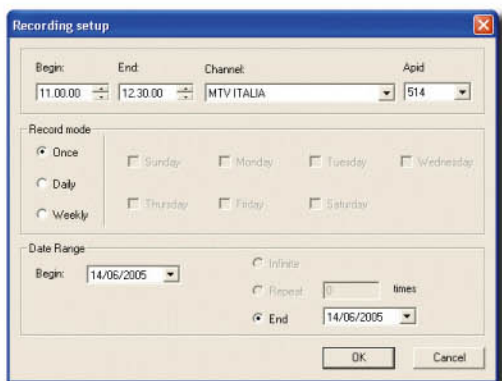 Recording setup
Begin: End: Channel: Apid
11.00.00 12.30.00 MTV ITALIA 514
Record mode
Once Sunday Monday Tuesday Wednesday
Daily
Weekly Thursday Friday Saturday
Date Range
Begin: 14/06/2005
Infinite
Repeat 0 times
End 14/06/2005
OK Cancel